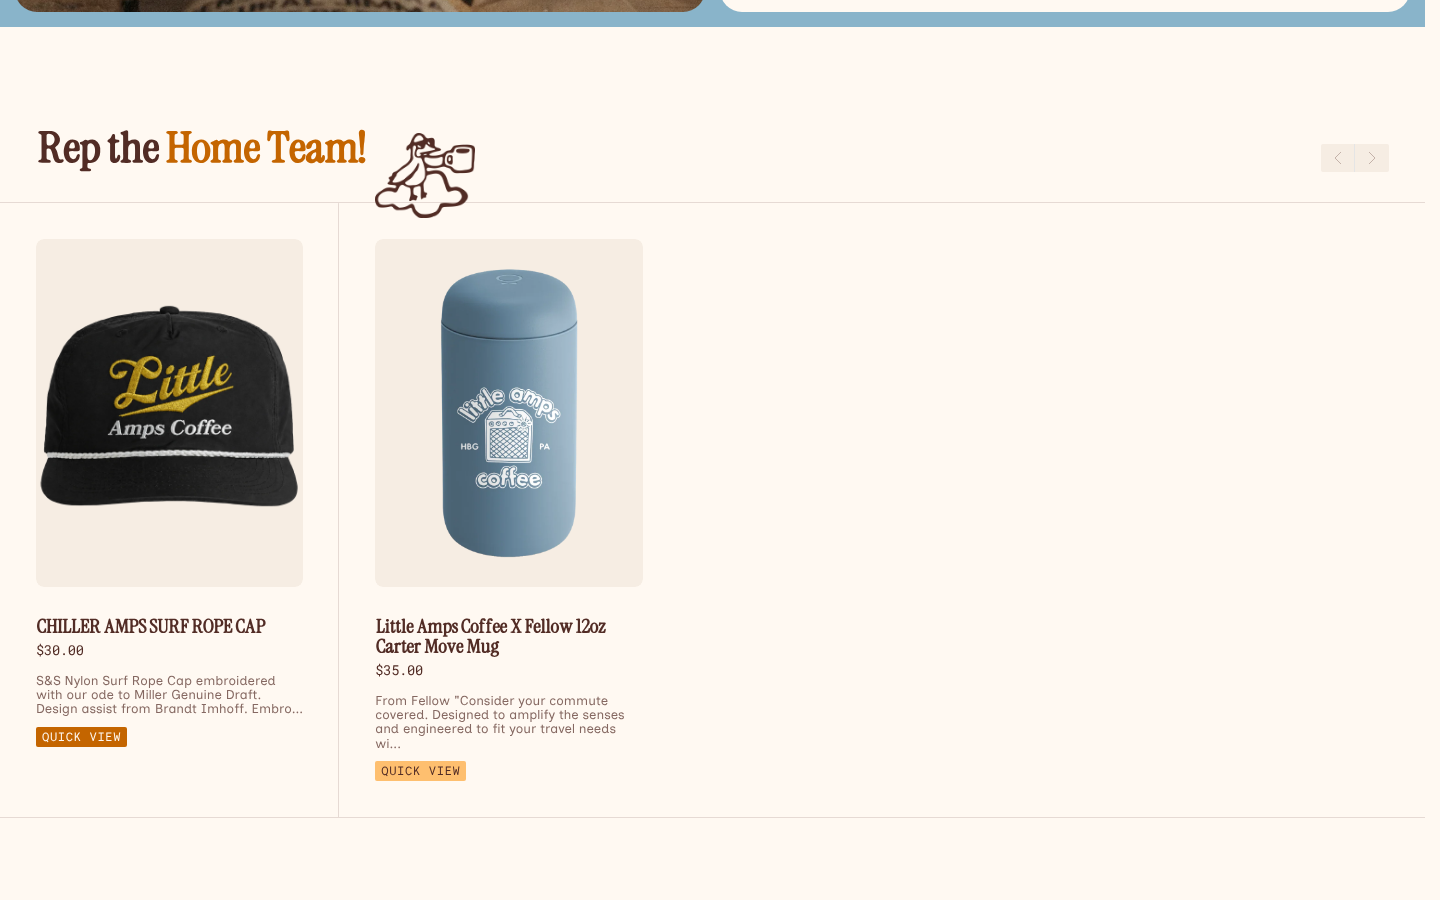 Rep the Home Team!
Little
Amps Coffee
little amps
HBG PA
coffee
CHILLER AMPS SURF ROPE CAP
$30.00
S&S Nylon Surf Rope Cap embroidered
with our ode to Miller Genuine Draft.
Design assist from Brandt Imhoff. Embro...
QUICK VIEW
Little Amps Coffee X Fellow 12oz
Carter Move Mug
$35.00
From Fellow "Consider your commute
covered. Designed to amplify the senses
and engineered to fit your travel needs
wi...
QUICK VIEW